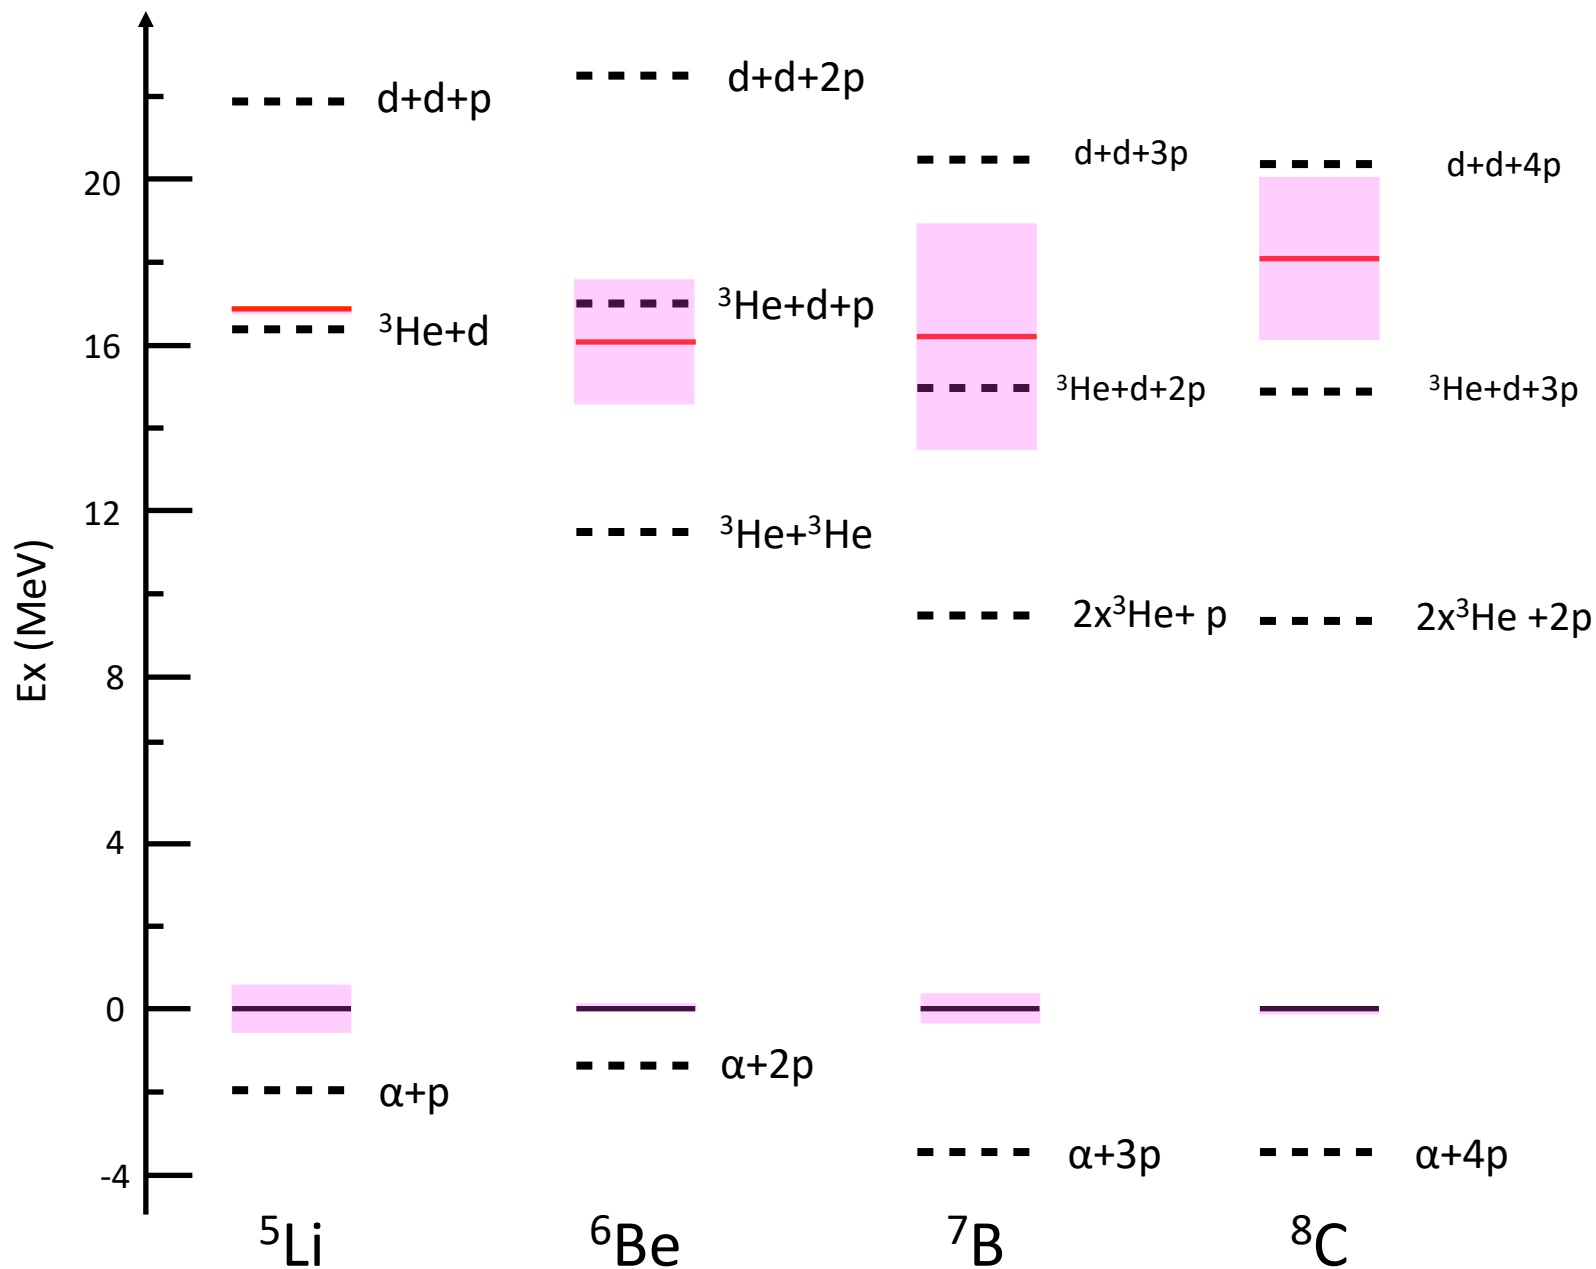 Ex (MeV)
20
16
12
8
4
0
-4
d+d+p
³He+d
α+p
⁵Li
d+d+2p
³He+d+p
³He+³He
α+2p
⁶Be
d+d+3p
³He+d+2p
2x³He+ p
α+3p
⁷B
d+d+4p
³He+d+3p
2x³He +2p
α+4p
⁸C